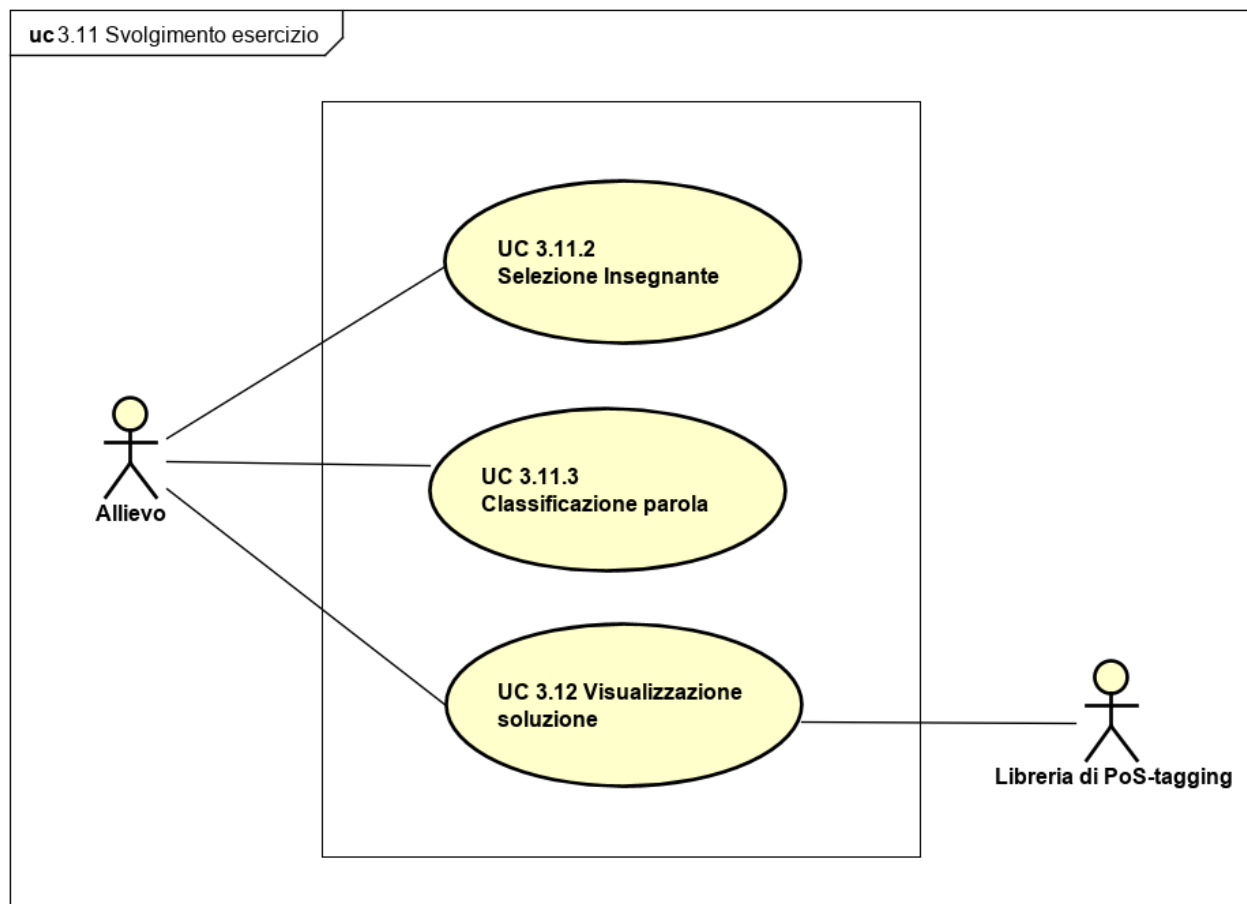 uc 3.11 Svolgimento esercizio
UC 3.11.2
Selezione Insegnante
UC 3.11.3
Classificazione parola
Allievo
UC 3.12 Visualizzazione
soluzione
Libreria di PoS-tagging